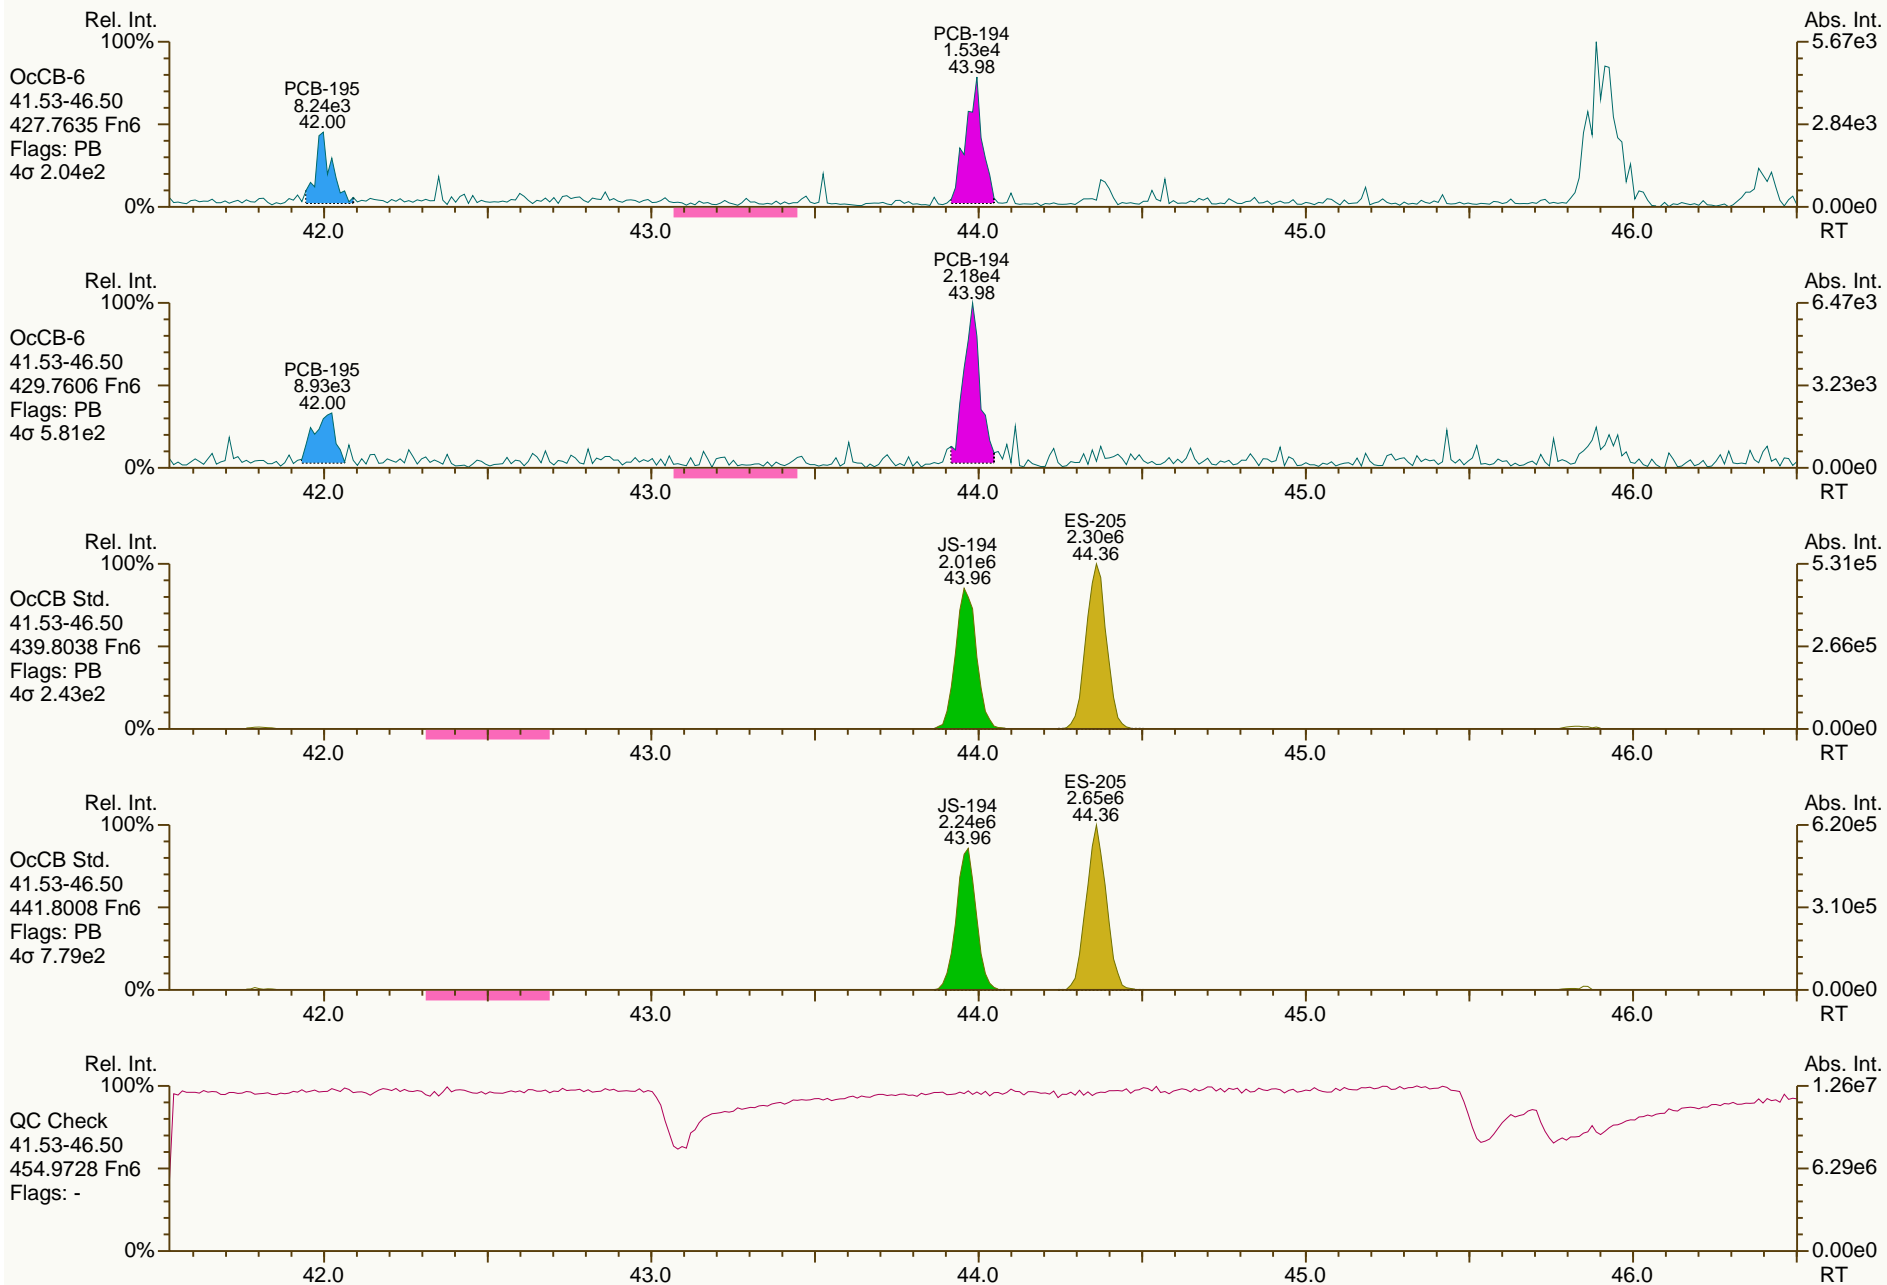 Rel. Int.
Abs. Int.
100%
5.67e3
2.84e3
0%
0.00e0
OcCB-6
41.53-46.50
427.7635 Fn6
Flags: PB
4σ 2.04e2
PCB-195
8.24e3
42.00
PCB-194
1.53e4
43.98
42.0
43.0
44.0
45.0
46.0
RT
Rel. Int.
Abs. Int.
100%
6.47e3
3.23e3
0%
0.00e0
OcCB-6
41.53-46.50
429.7606 Fn6
Flags: PB
4σ 5.81e2
PCB-195
8.93e3
42.00
PCB-194
2.18e4
43.98
42.0
43.0
44.0
45.0
46.0
RT
Rel. Int.
Abs. Int.
100%
5.31e5
2.66e5
0%
0.00e0
OcCB Std.
41.53-46.50
439.8038 Fn6
Flags: PB
4σ 2.43e2
JS-194
2.01e6
43.96
ES-205
2.30e6
44.36
42.0
43.0
44.0
45.0
46.0
RT
Rel. Int.
Abs. Int.
100%
6.20e5
3.10e5
0%
0.00e0
OcCB Std.
41.53-46.50
441.8008 Fn6
Flags: PB
4σ 7.79e2
JS-194
2.24e6
43.96
ES-205
2.65e6
44.36
42.0
43.0
44.0
45.0
46.0
RT
Rel. Int.
Abs. Int.
100%
1.26e7
6.29e6
0%
0.00e0
QC Check
41.53-46.50
454.9728 Fn6
Flags: -
42.0
43.0
44.0
45.0
46.0
RT